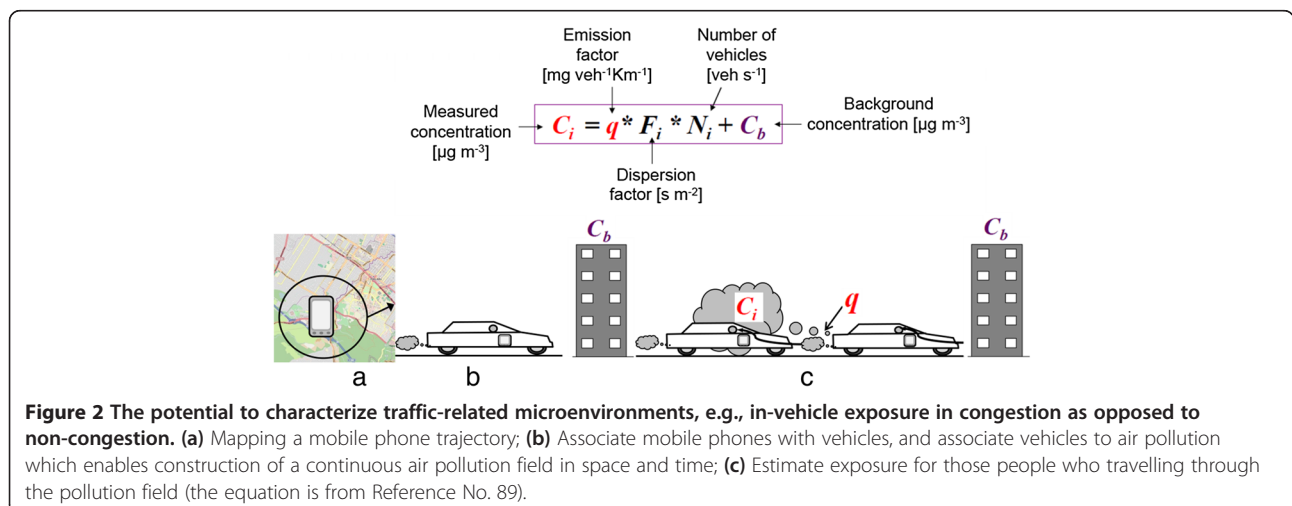 Emission factor [mg veh⁻¹Km⁻¹]
Number of vehicles [veh s⁻¹]
Measured concentration [µg m⁻³]
C_i = q* F_i * N_i + C_b
Background concentration [µg m⁻³]
Dispersion factor [s m⁻²]
C_b
C_b
C_i
q
a
b
c
Figure 2 The potential to characterize traffic-related microenvironments, e.g., in-vehicle exposure in congestion as opposed to
non-congestion. (a) Mapping a mobile phone trajectory; (b) Associate mobile phones with vehicles, and associate vehicles to air pollution
which enables construction of a continuous air pollution field in space and time; (c) Estimate exposure for those people who travelling through
the pollution field (the equation is from Reference No. 89).